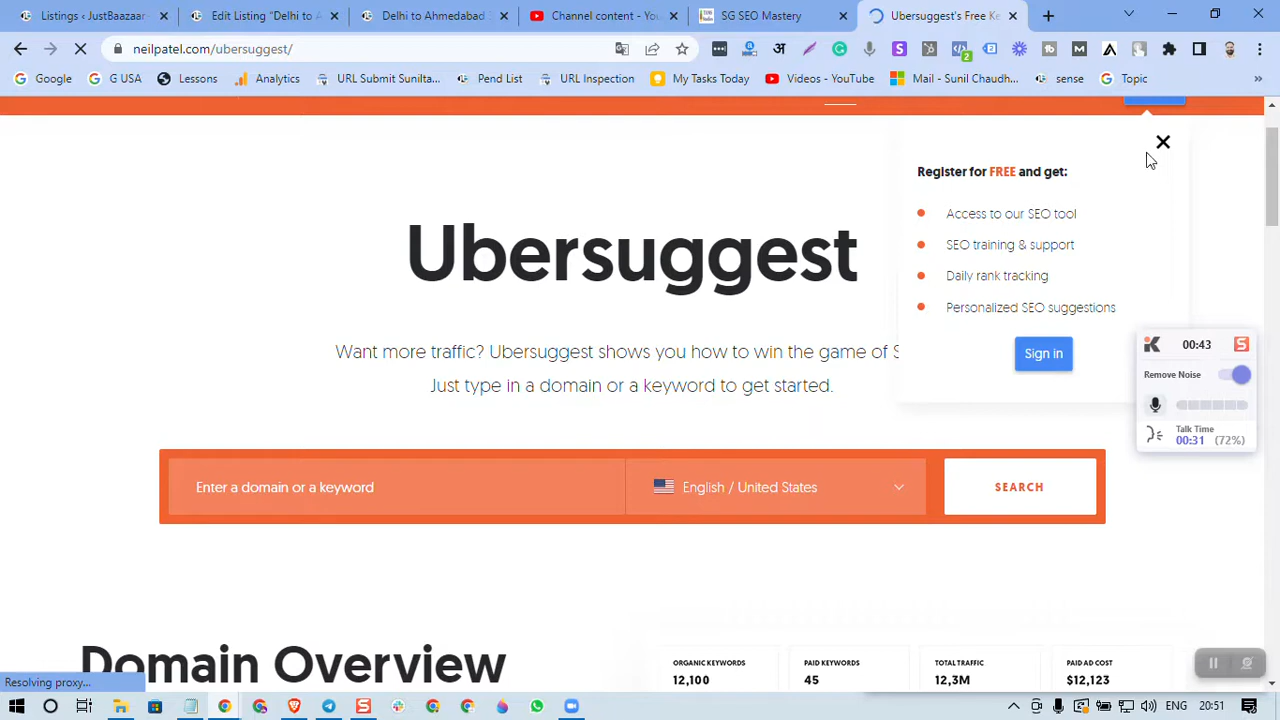 Listings ‹ JustBazaar
Edit Listing "Delhi to A
Delhi to Ahmedabad
Channel content - You
SG SEO Mastery
Ubersuggest's Free Ke
neilpatel.com/ubersuggest/
Google
G USA
Lessons
Analytics
URL Submit Sunilta...
Pend List
URL Inspection
My Tasks Today
Videos - YouTube
Mail - Sunil Chaudh...
sense
Topic
Register for FREE and get:
Access to our SEO tool
SEO training & support
Daily rank tracking
Personalized SEO suggestions
Sign in
Ubersuggest
Want more traffic? Ubersuggest shows you how to win the game of S
Just type in a domain or a keyword to get started.
00:43
Remove Noise
Talk Time
00:31 (72%)
Enter a domain or a keyword
English / United States
SEARCH
Domain Overview
ORGANIC KEYWORDS
12,100
PAID KEYWORDS
45
TOTAL TRAFFIC
12,3M
PAID AD COST
$12,123
Resolving proxy...
ENG
20:51